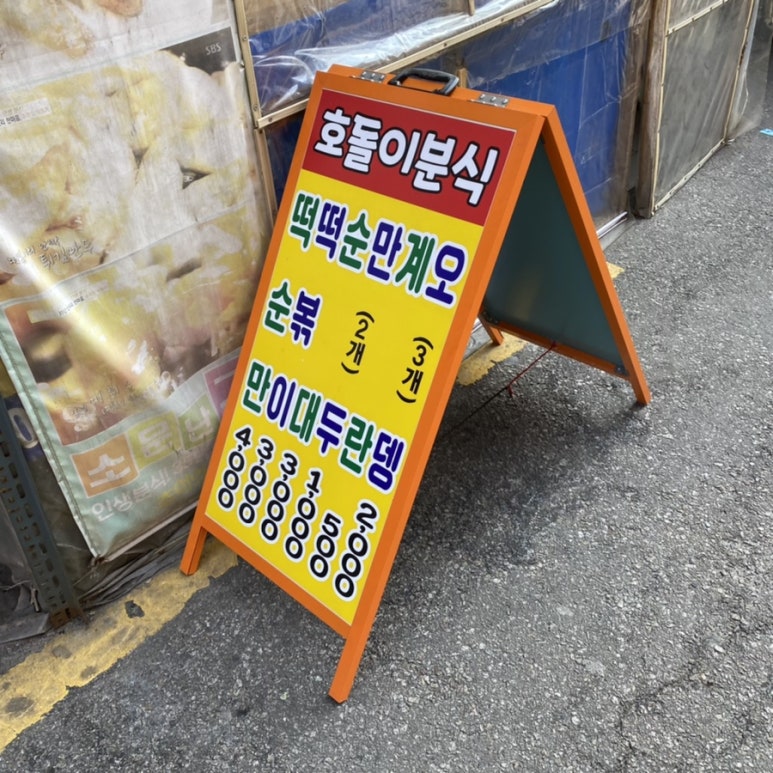 호돌이분식
떡순만 4,000
떡볶이 3,000
순대 3,000
만두 (2개) 1,000
계란 500
오뎅 (3개) 2,000
SBS